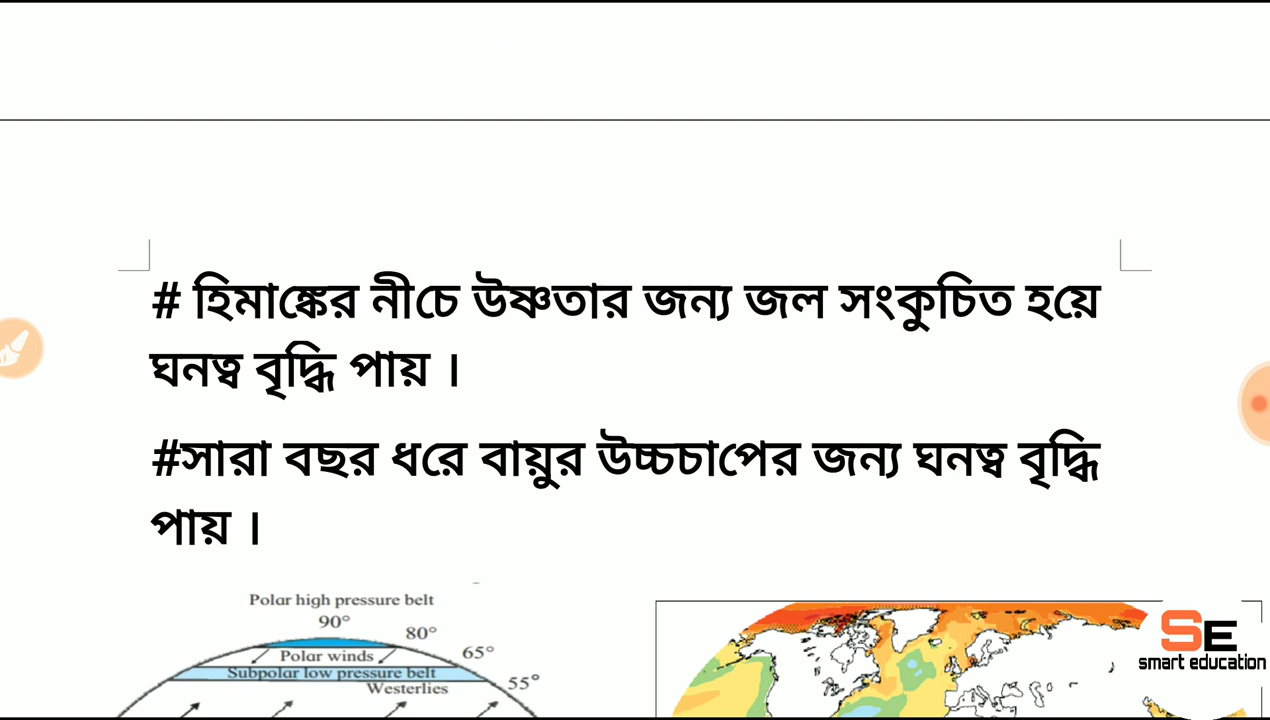 # হিমাঙ্কের নীচে উষ্ণতার জন্য জল সংকুচিত হয়ে
ঘনত্ব বৃদ্ধি পায় ।
#সারা বছর ধরে বায়ুর উচ্চচাপের জন্য ঘনত্ব বৃদ্ধি
পায় ।
Polar high pressure belt
90°
80°
Polar winds
65°
Subpolar low pressure belt
Westerlies
55°
SE
smart education